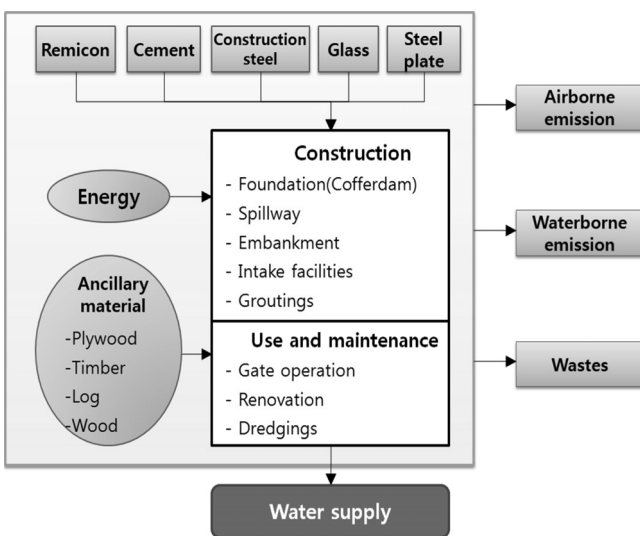 Remicon
Cement
Construction
steel
Glass
Steel
plate
Airborne
emission
Construction
- Foundation(Cofferdam)
- Spillway
- Embankment
- Intake facilities
- Groutings
Energy
Waterborne
emission
Ancillary
material
-Plywood
-Timber
-Log
-Wood
Use and maintenance
- Gate operation
- Renovation
- Dredgings
Wastes
Water supply